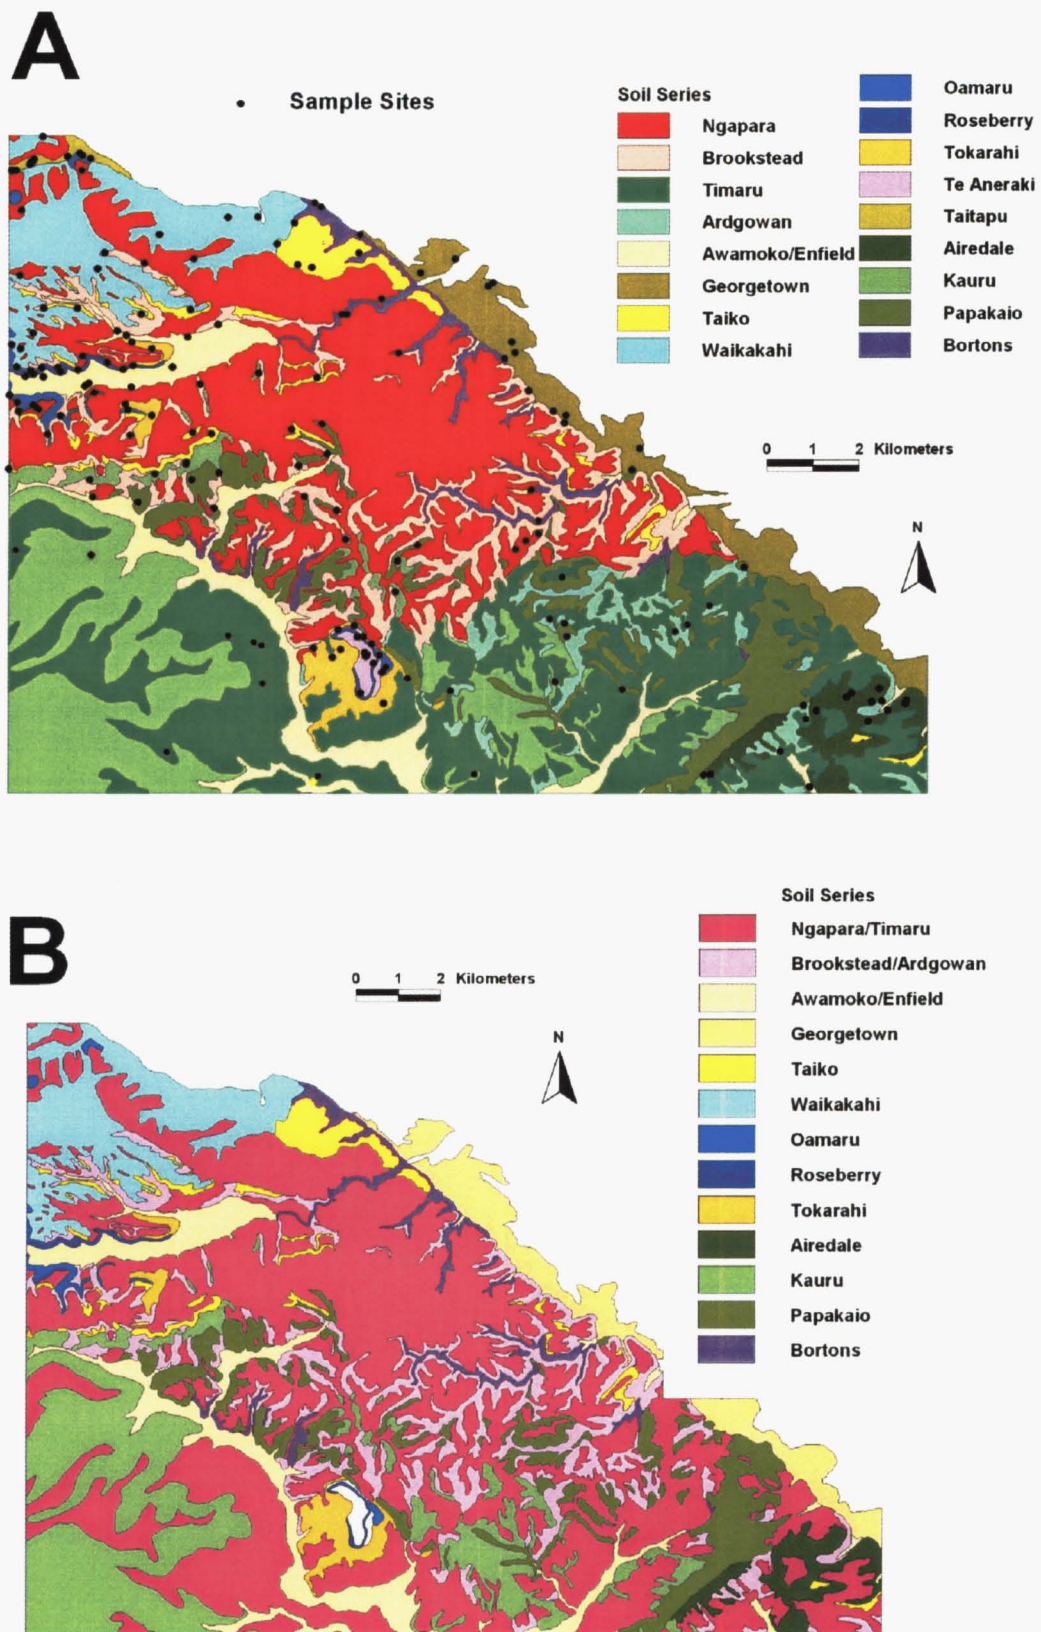 A
Sample Sites
Soil Series
Ngapara
Brookstead
Timaru
Ardgowan
Awamoko/Enfield
Georgetown
Taiko
Waikakahi
Oamaru
Roseberry
Tokarahi
Te Aneraki
Taitapu
Airedale
Kauru
Papakaio
Bortons
0 1 2 Kilometers
N
B
0 1 2 Kilometers
N
Soil Series
Ngapara/Timaru
Brookstead/Ardgowan
Awamoko/Enfield
Georgetown
Taiko
Waikakahi
Oamaru
Roseberry
Tokarahi
Airedale
Kauru
Papakaio
Bortons